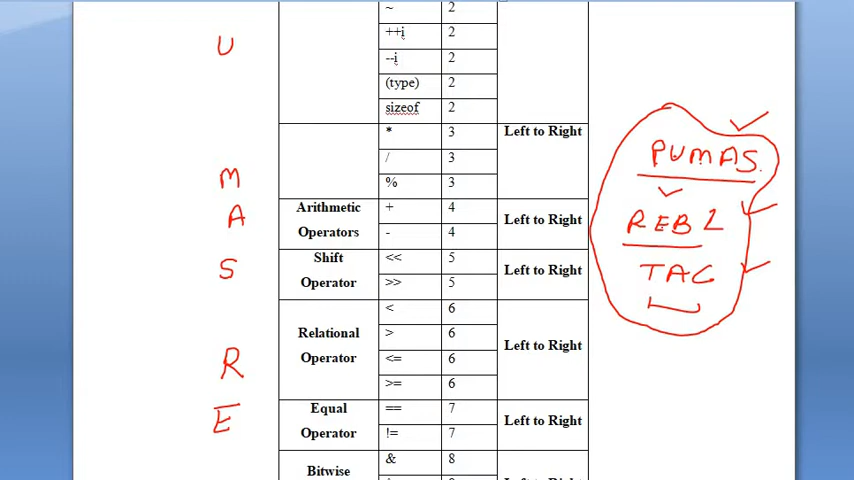 ~ 2
++i 2
U
--i 2
(type) 2
sizeof 2
* 3 Left to Right
/ 3
PUMAS
M
% 3
Arithmetic + 4
A
Left to Right
REBL
Operators - 4
Shift << 5
S
Left to Right
TAC
Operator >> 5
< 6
Relational > 6
Left to Right
R
Operator <= 6
>= 6
Equal == 7
E
Left to Right
Operator != 7
& 8
Bitwise